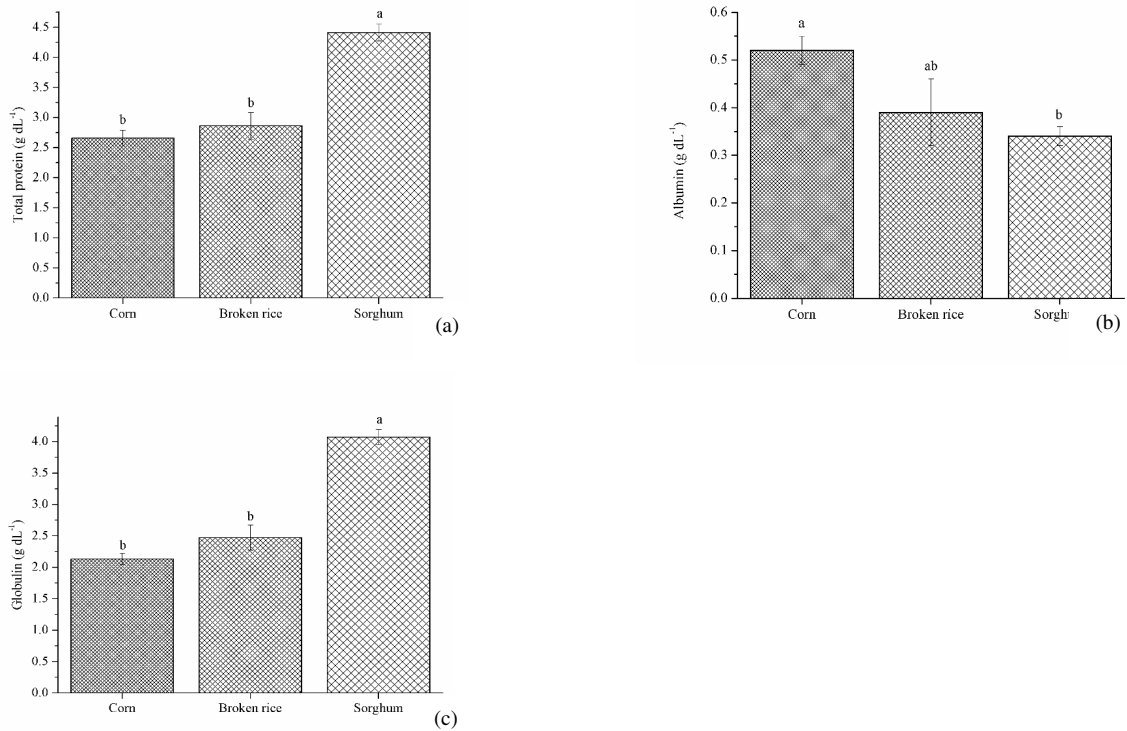 Total protein (g dL-1)
4.5
4.0
3.5
3.0
2.5
2.0
1.5
1.0
0.5
0.0
b
b
a
Corn Broken rice Sorghum
(a)
Albumin (g dL-1)
0.6
0.5
0.4
0.3
0.2
0.1
0.0
a
ab
b
Corn Broken rice Sorghu
(b)
Globulin (g dL-1)
4.0
3.5
3.0
2.5
2.0
1.5
1.0
0.5
0.0
b
b
a
Corn Broken rice Sorghum
(c)